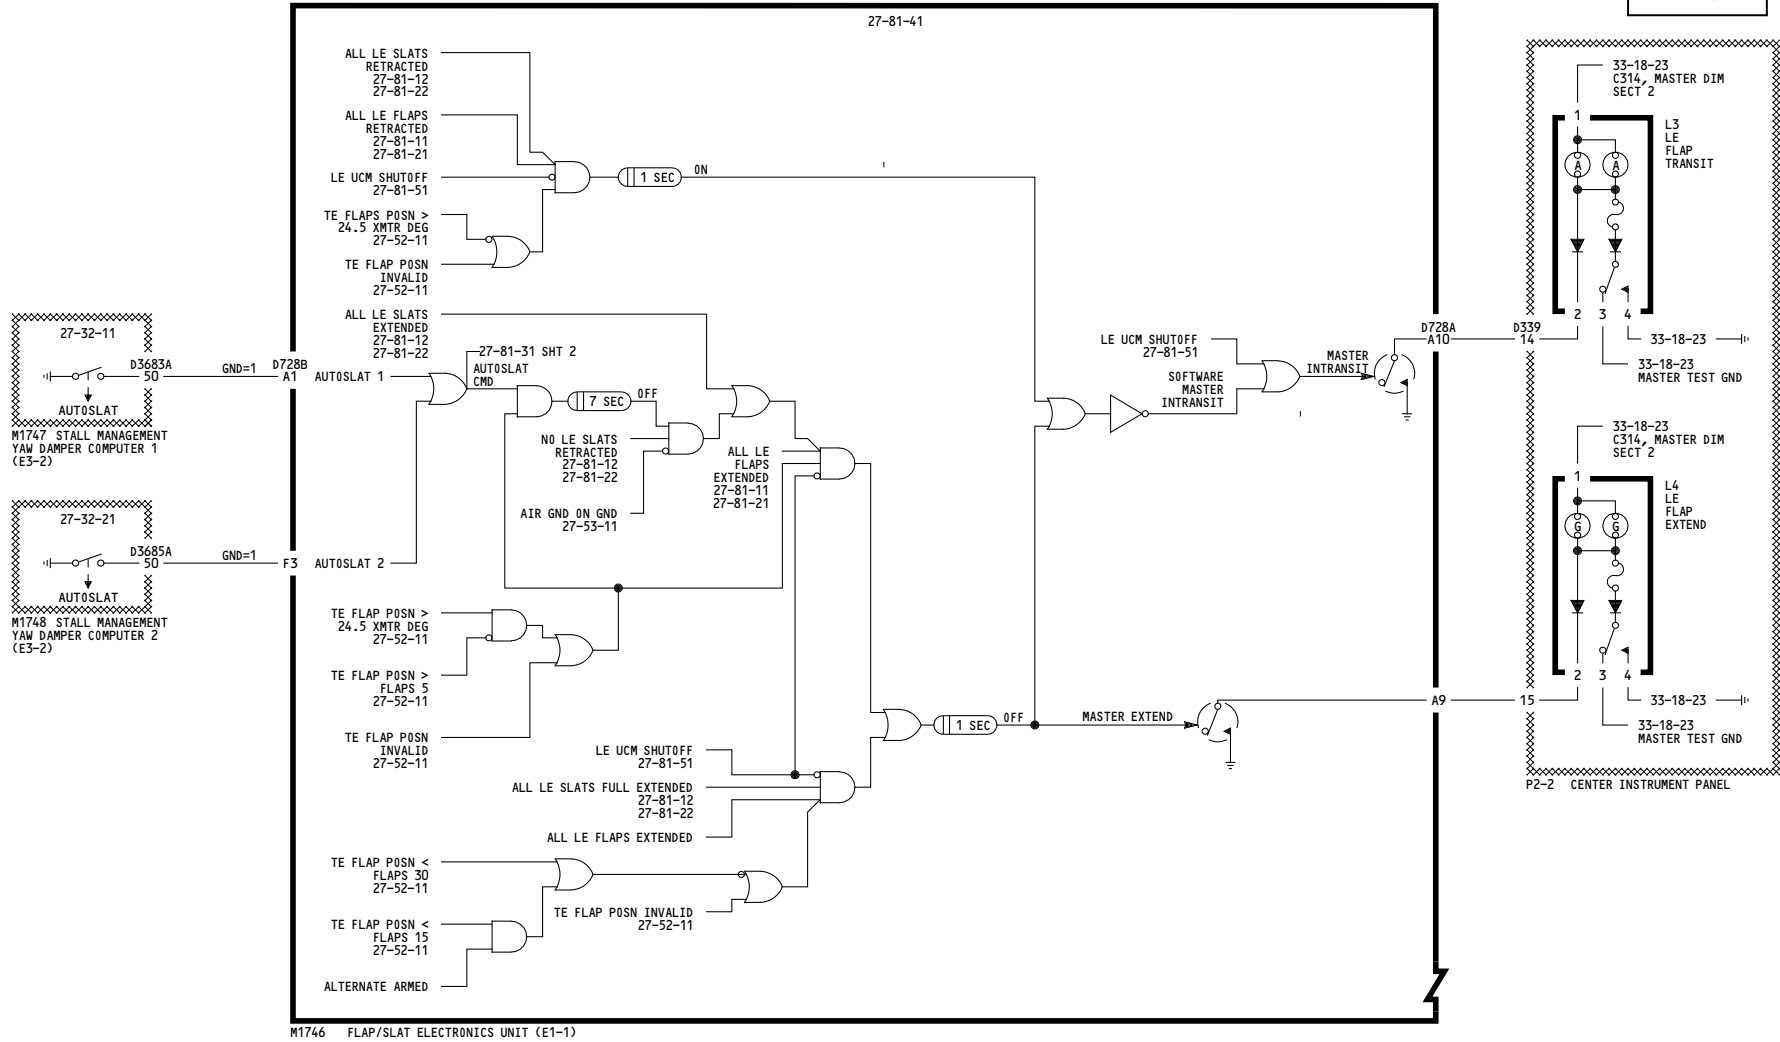 27-81-41
ALL LE SLATS
RETRACTED
27-81-12
27-81-22
ALL LE FLAPS
RETRACTED
27-81-11
27-81-21
LE UCM SHUTOFF
27-81-51
1 SEC
ON
TE FLAPS POSN >
24.5 XMTR DEG
27-52-11
TE FLAP POSN
INVALID
27-52-11
ALL LE SLATS
EXTENDED
27-81-12
27-81-22
27-32-11
D3683A
50
GND=1
D728B
A1
AUTOSLAT 1
AUTOSLAT
M1747 STALL MANAGEMENT
YAW DAMPER COMPUTER 1
(E3-2)
27-81-31 SHT 2
AUTOSLAT
CMD
7 SEC
OFF
NO LE SLATS
RETRACTED
27-81-12
27-81-22
AIR GND ON GND
27-53-11
ALL LE
FLAPS
EXTENDED
27-81-11
27-81-21
27-32-21
D3685A
50
GND=1
F3
AUTOSLAT 2
AUTOSLAT
M1748 STALL MANAGEMENT
YAW DAMPER COMPUTER 2
(E3-2)
TE FLAP POSN >
24.5 XMTR DEG
27-52-11
TE FLAP POSN >
FLAPS 5
27-52-11
TE FLAP POSN
INVALID
27-52-11
LE UCM SHUTOFF
27-81-51
ALL LE SLATS FULL EXTENDED
27-81-12
27-81-22
ALL LE FLAPS EXTENDED
TE FLAP POSN <
FLAPS 30
27-52-11
TE FLAP POSN INVALID
27-52-11
TE FLAP POSN <
FLAPS 15
27-52-11
ALTERNATE ARMED
1 SEC
OFF
MASTER EXTEND
LE UCM SHUTOFF
27-81-51
SOFTWARE
MASTER
INTRANSIT
MASTER
INTRANSIT
D728A
A10
D339
14
A9
15
33-18-23
C314, MASTER DIM
SECT 2
1
L3
LE
FLAP
TRANSIT
A
A
2
3
4
33-18-23
33-18-23
MASTER TEST GND
33-18-23
C314, MASTER DIM
SECT 2
1
L4
LE
FLAP
EXTEND
G
G
2
3
4
33-18-23
33-18-23
MASTER TEST GND
P2-2 CENTER INSTRUMENT PANEL
M1746 FLAP/SLAT ELECTRONICS UNIT (E1-1)